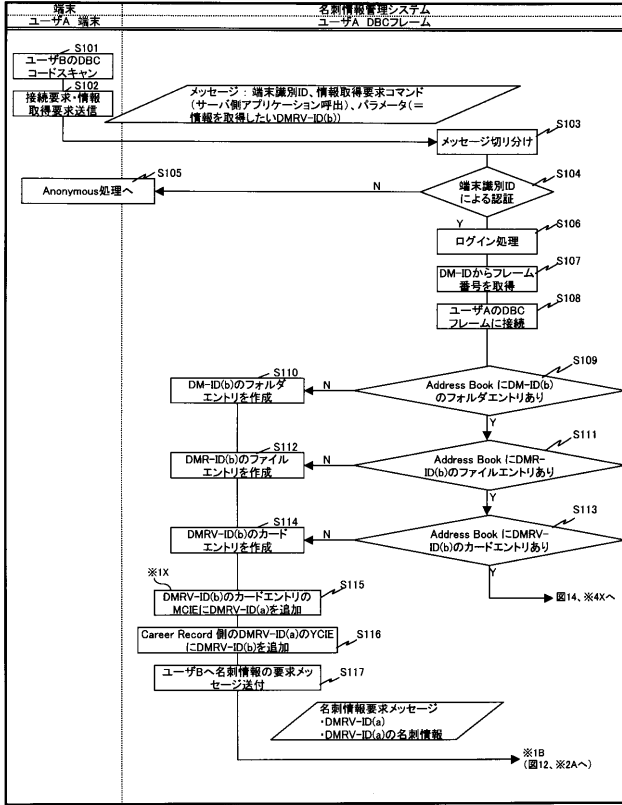 端末
ユーザA 端末
名刺情報管理システム
ユーザA DBCフレーム
S101
ユーザBのDBC
コードスキャン
S102
接続要求・情報
取得要求送信
メッセージ： 端末識別ID、情報取得要求コマンド
（サーバ側アプリケーション呼出）、パラメータ（＝
情報を取得したいDMRV-ID(b)）
S103
メッセージ切り分け
S104
端末識別ID
による認証
N
S105
Anonymous処理へ
Y
S106
ログイン処理
S107
DM-IDからフレーム
番号を取得
S108
ユーザAのDBC
フレームに接続
S109
Address Book にDM-ID(b)
のフォルダエントリあり
N
S110
DM-ID(b)のフォルダ
エントリを作成
Y
S111
Address Book にDMR-
ID(b)のファイルエントリあり
N
S112
DMR-ID(b)のファイル
エントリを作成
Y
S113
Address Book にDMRV-
ID(b)のカードエントリあり
N
S114
DMRV-ID(b)のカード
エントリを作成
Y
図14、※4Xへ
※1X
S115
DMRV-ID(b)のカードエントリの
MCIEにDMRV-ID(a)を追加
S116
Career Record 側のDMRV-ID(a)のYCIE
にDMRV-ID(b)を追加
S117
ユーザBへ名刺情報の要求メッ
セージ送付
名刺情報要求メッセージ
・DMRV-ID(a)
・DMRV-ID(a)の名刺情報
※1B
（図12、※2Aへ）